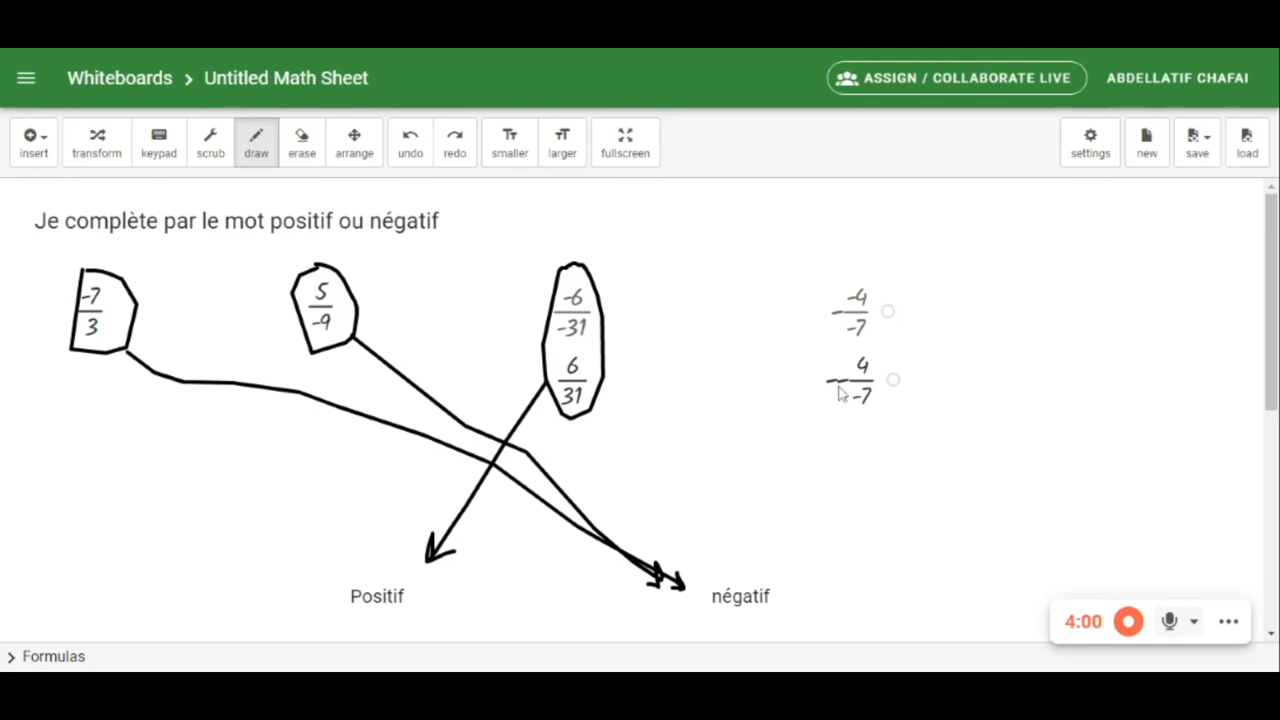 Whiteboards > Untitled Math Sheet
ASSIGN / COLLABORATE LIVE
ABDELLATIF CHAFAI
insert transform keypad scrub draw erase arrange undo redo smaller larger fullscreen settings new save load
Je complète par le mot positif ou négatif
-7/3
5/-9
-6/-31
6/31
--4/-7
--4/-7
Positif
négatif
4:00
Formulas